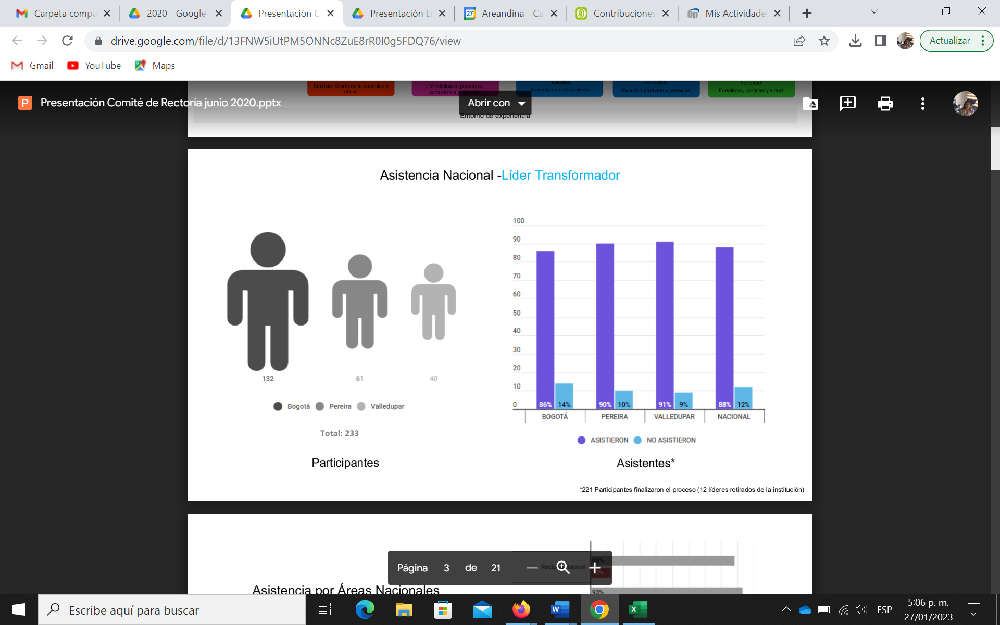 Carpeta compa
2020 - Google
Presentación C
Presentación Lí
27
Areandina - Ca
Contribuciones
Mis Actividade
drive.google.com/file/d/13FNW5iUtPM5ONNc8ZuE8rR0I0g5FDQ76/view
Actualizar
Gmail
YouTube
Maps
Servicio: el arte de lo auténtico y
eficaz
: Mindfulness: presencia,
Viviendo en centramiento
Felicidad:
Escucha profunda y conexión
Felicidad:
Fortalezas, carácter y virtud.
P
Presentación Comité de Rectoría junio 2020.pptx
Abrir con
Entorno de experiencia
Asistencia Nacional -Líder Transformador
132
61
40
Bogotá
Pereira
Valledupar
Total: 233
Participantes
100
90
80
70
60
50
40
30
20
10
0
86% 14%
90% 10%
91% 9%
88% 12%
BOGOTÁ
PEREIRA
VALLEDUPAR
NACIONAL
ASISTIERON
NO ASISTIERON
Asistentes*
*221 Participantes finalizaron el proceso (12 líderes retirados de la institución)
Página 3 de 21
88%
93%
Asistencia por Áreas Nacionales
Escribe aquí para buscar
ESP
5:06 p. m.
27/01/2023